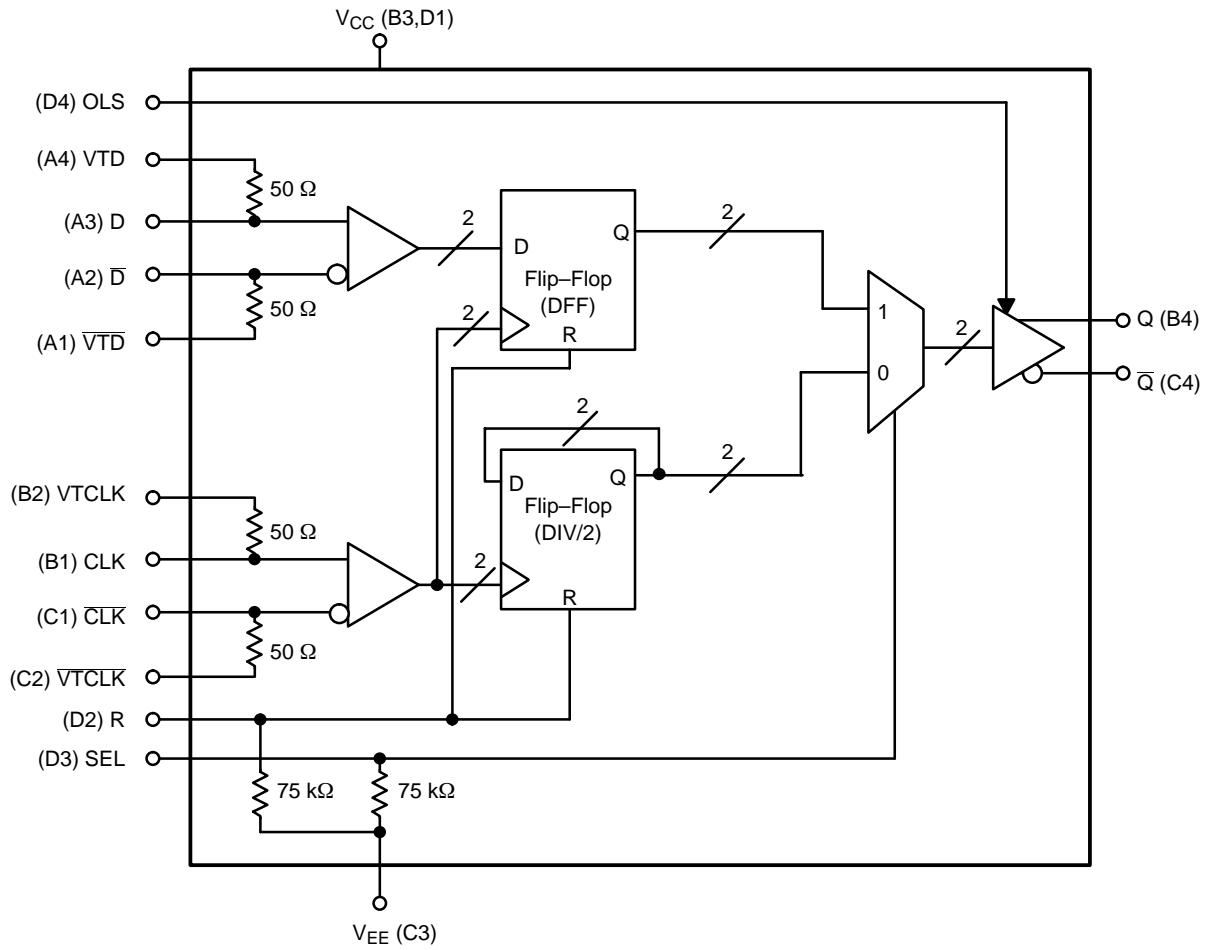 V_CC (B3,D1)
(D4) OLS
(A4) VTD
50 Ω
(A3) D
(A2) D̅
50 Ω
(A1) V̅T̅D̅
2
D
Q
Flip–Flop
(DFF)
2
R
2
1
0
2
Q (B4)
Q̅ (C4)
2
D
Q
Flip–Flop
(DIV/2)
2
R
2
(B2) VTCLK
50 Ω
(B1) CLK
(C1) C̅L̅K̅
50 Ω
(C2) V̅T̅C̅L̅K̅
(D2) R
(D3) SEL
75 kΩ
75 kΩ
V_EE (C3)